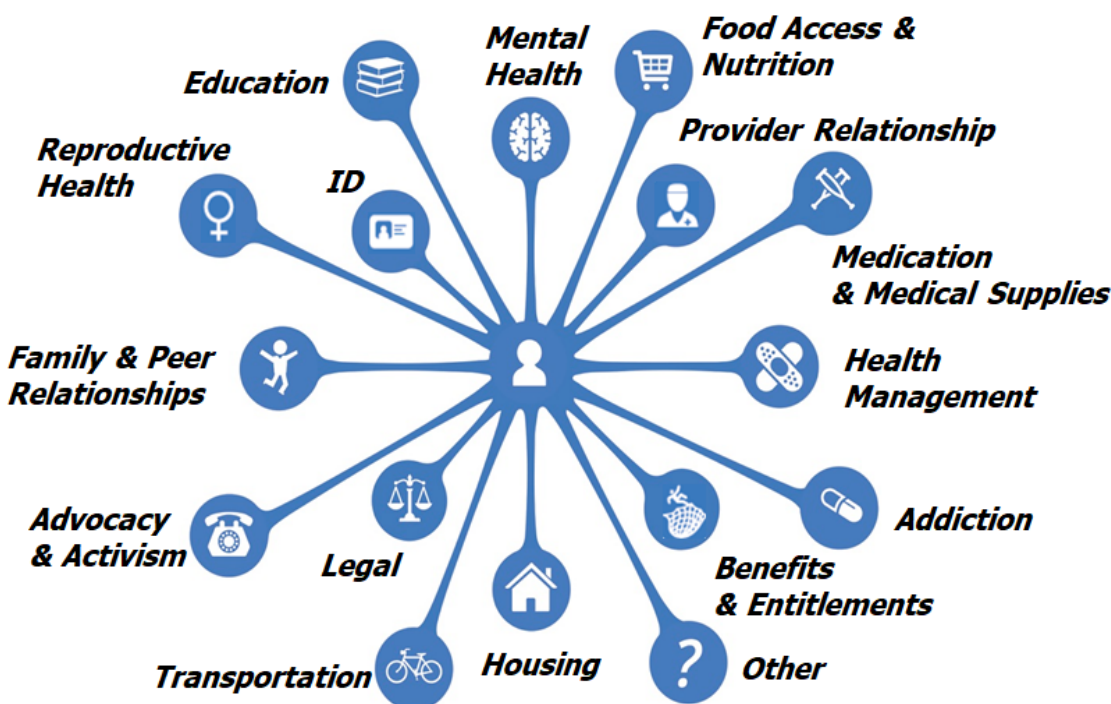 Education
Mental
Health
Food Access &
Nutrition
Reproductive
Health
ID
Provider Relationship
Medication
& Medical Supplies
Family & Peer
Relationships
Health
Management
Advocacy
& Activism
Legal
Addiction
Benefits
& Entitlements
Transportation
Housing
Other
?